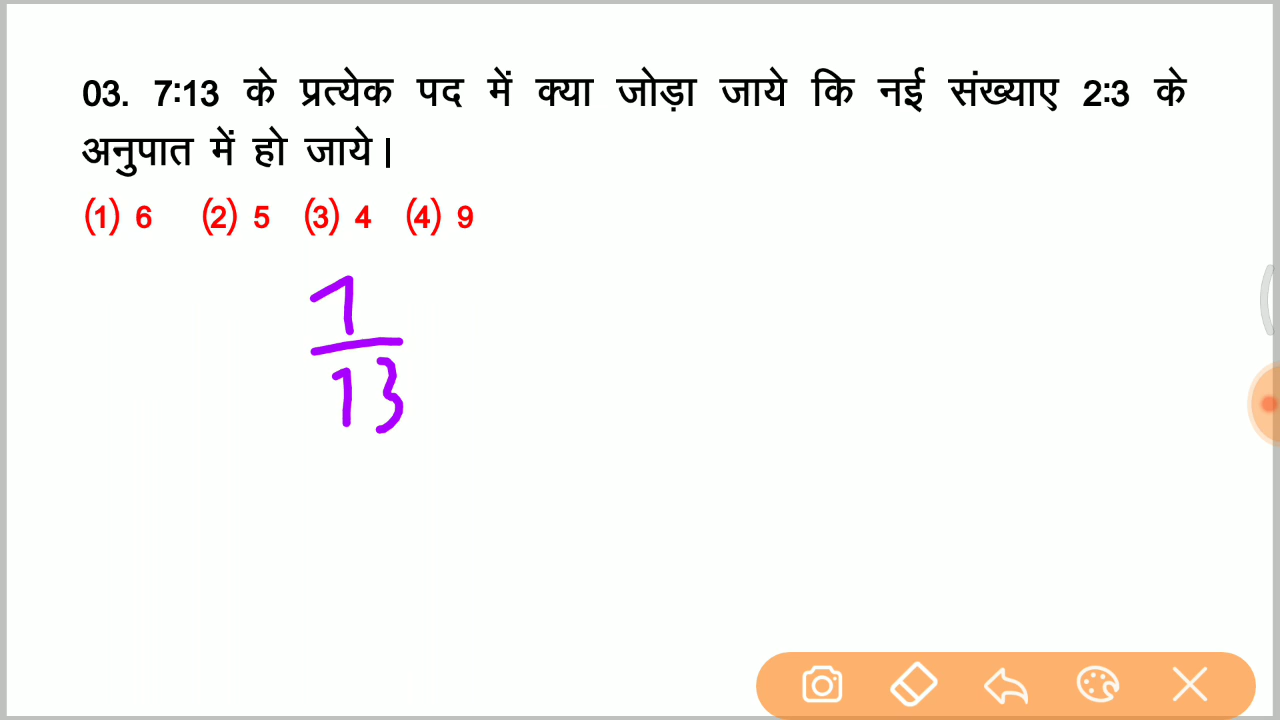 03. 7:13 के प्रत्येक पद में क्या जोड़ा जाये कि नई संख्याए 2:3 के
अनुपात में हो जाये।
(1) 6 (2) 5 (3) 4 (4) 9
7
13